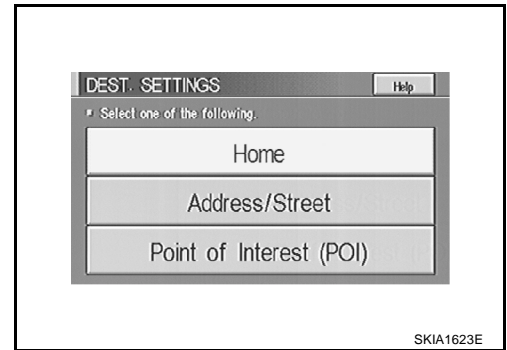 DEST. SETTINGS
Help
Select one of the following.
Home
Address/Street
Point of Interest (POI)
SKIA1623E